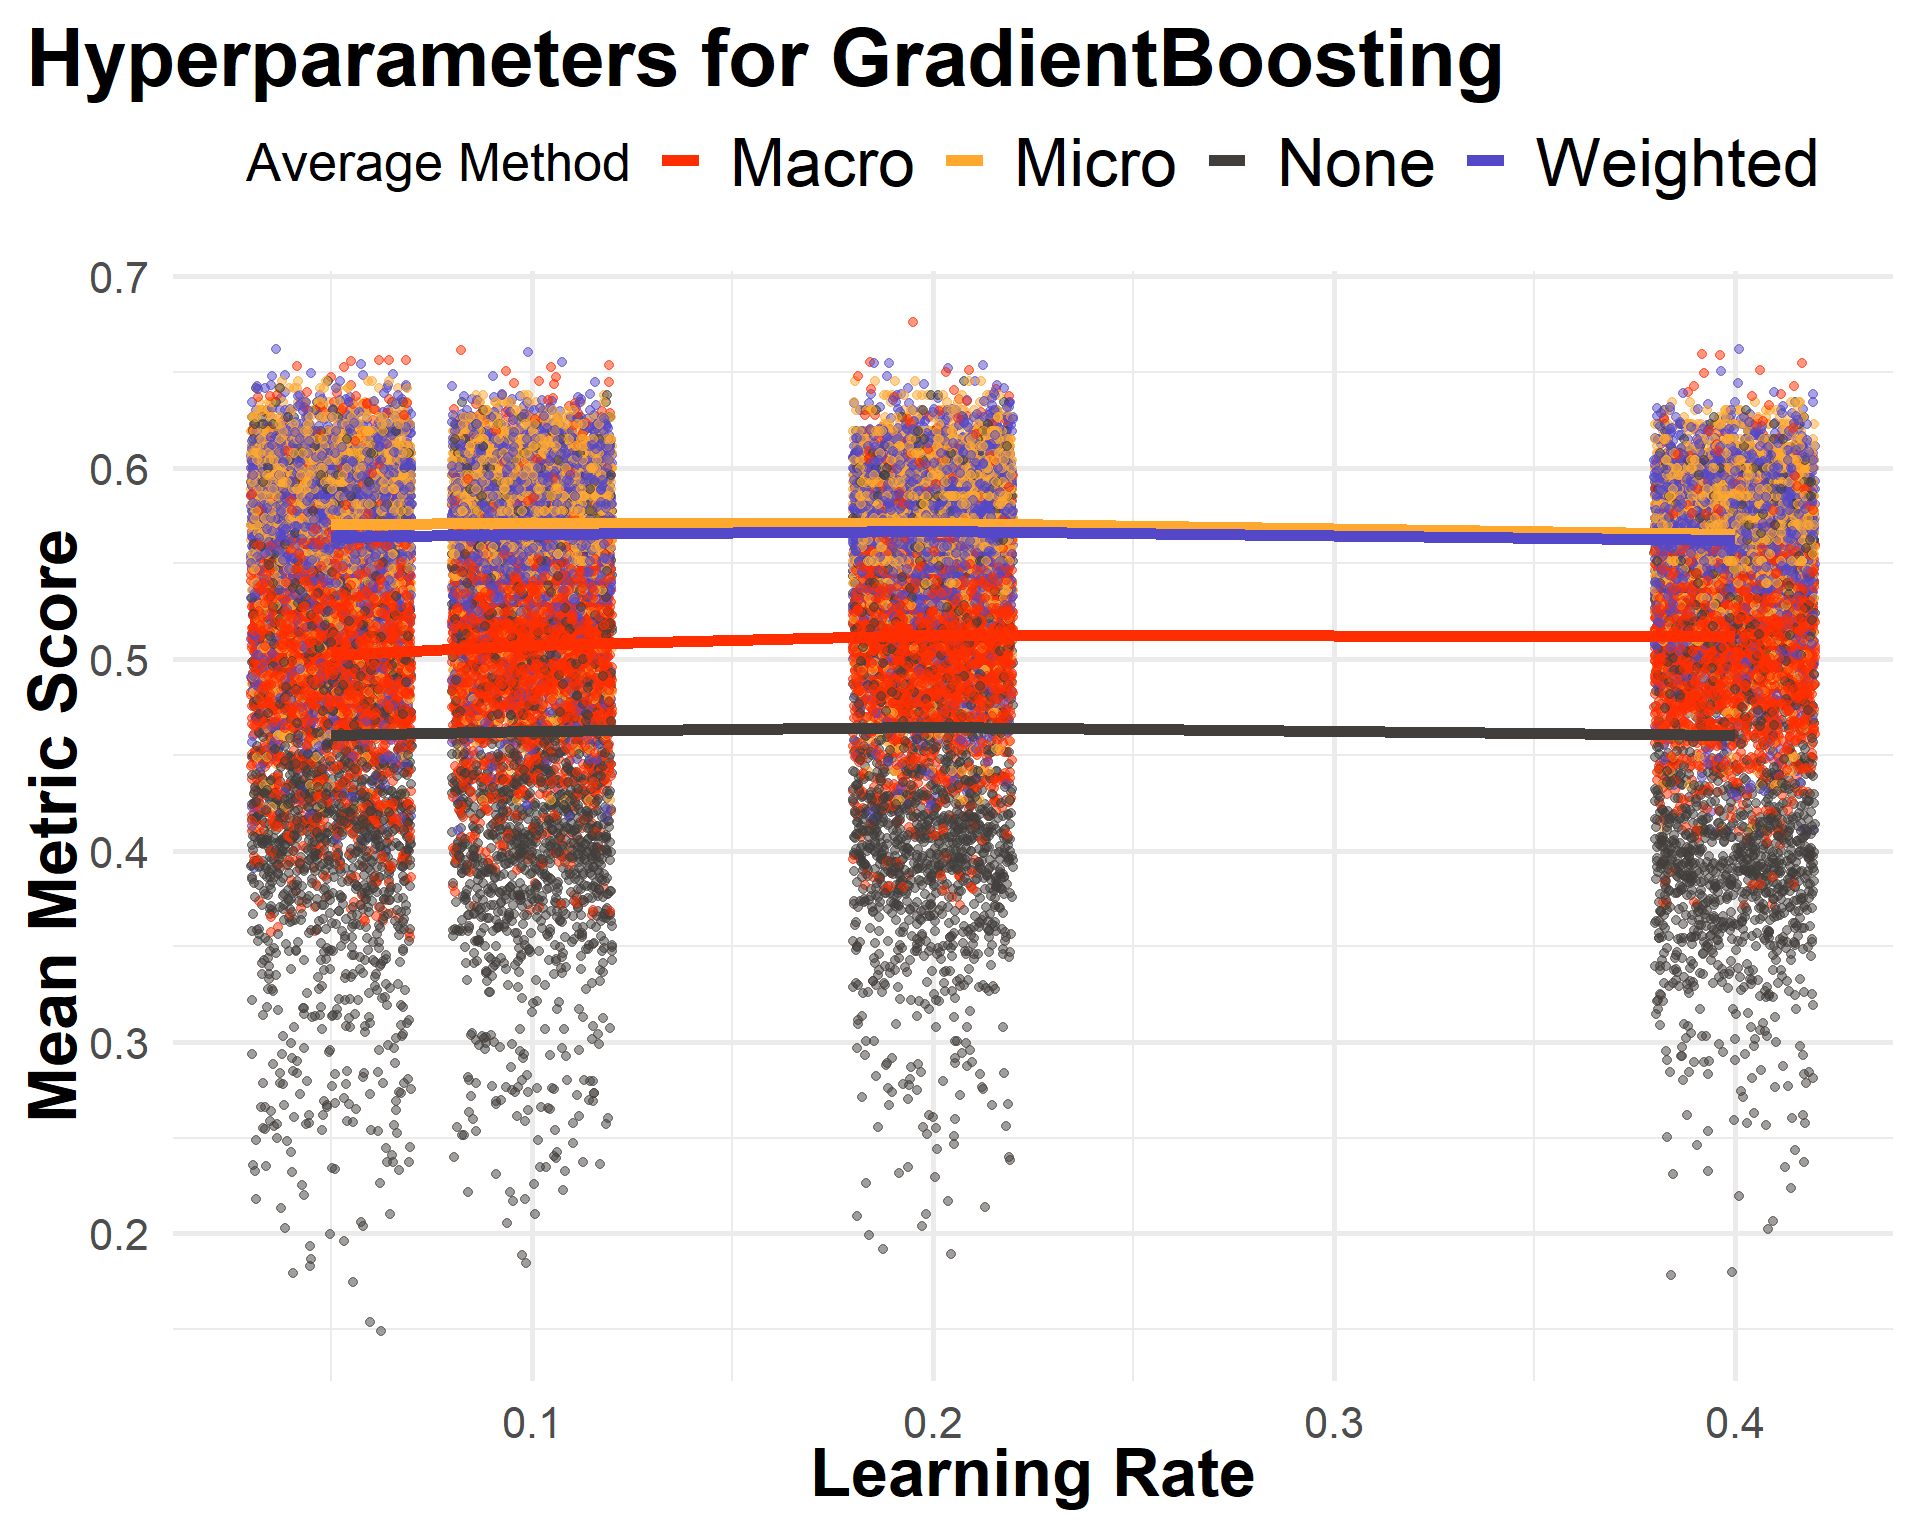 Hyperparameters for GradientBoosting
Average Method Macro Micro None Weighted
0.7
0.6
0.5
0.4
0.3
0.2
Mean Metric Score
0.1 0.2 0.3 0.4
Learning Rate